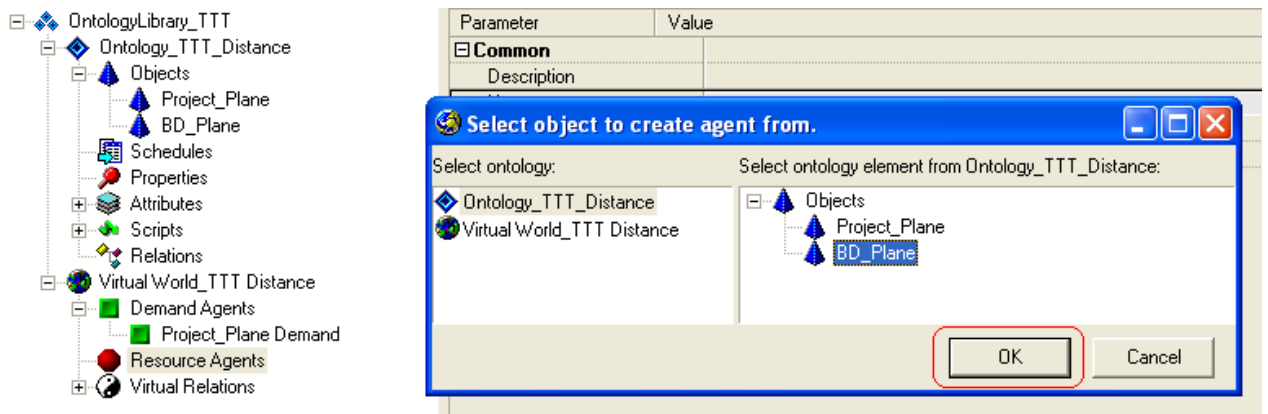 OntologyLibrary_TTT
Ontology_TTT_Distance
Objects
Project_Plane
BD_Plane
Schedules
Properties
Attributes
Scripts
Relations
Virtual World_TTT Distance
Demand Agents
Project_Plane Demand
Resource Agents
Virtual Relations
Parameter Value
Common
Description
Select object to create agent from.
Select ontology:
Ontology_TTT_Distance
Virtual World_TTT Distance
Select ontology element from Ontology_TTT_Distance:
Objects
Project_Plane
BD_Plane
OK Cancel